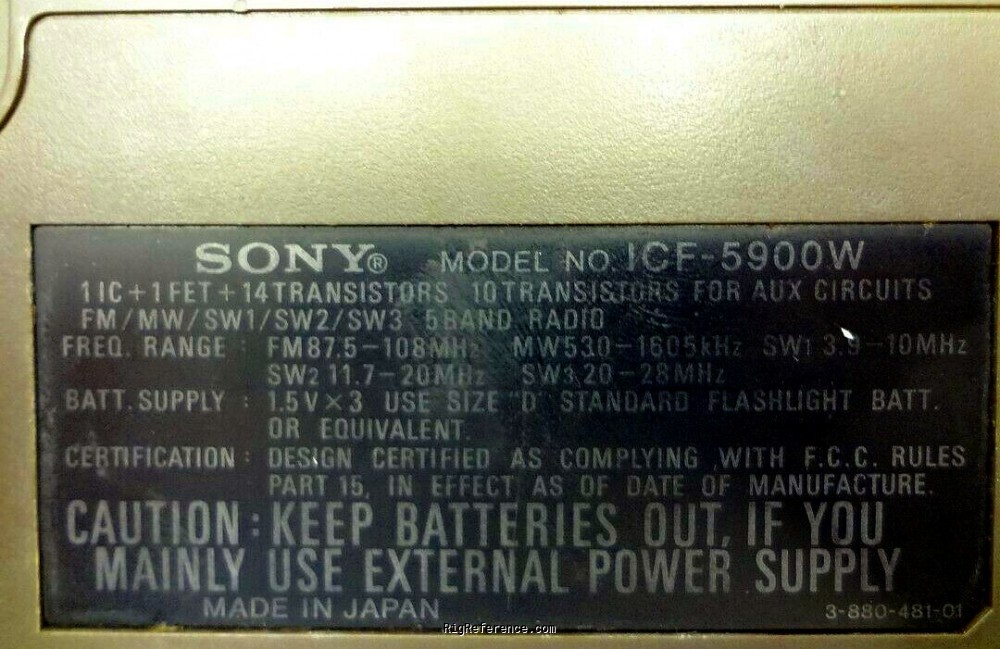 SONY® MODEL NO. ICF-5900W
1 IC + 1 FET + 14 TRANSISTORS 10 TRANSISTORS FOR AUX CIRCUITS
FM/MW/SW1/SW2/SW3 5 BAND RADIO
FREQ. RANGE : FM 87.5-108MHz MW 530-1605kHz SW1 3.9-10MHz
SW2 11.7-20MHz SW3 20-28MHz
BATT. SUPPLY : 1.5V×3 USE SIZE "D" STANDARD FLASHLIGHT BATT.
OR EQUIVALENT.
CERTIFICATION : DESIGN CERTIFIED AS COMPLYING WITH F.C.C. RULES
PART 15, IN EFFECT AS OF DATE OF MANUFACTURE.
CAUTION : KEEP BATTERIES OUT, IF YOU
MAINLY USE EXTERNAL POWER SUPPLY
MADE IN JAPAN 3-880-481-01
RigReference.com